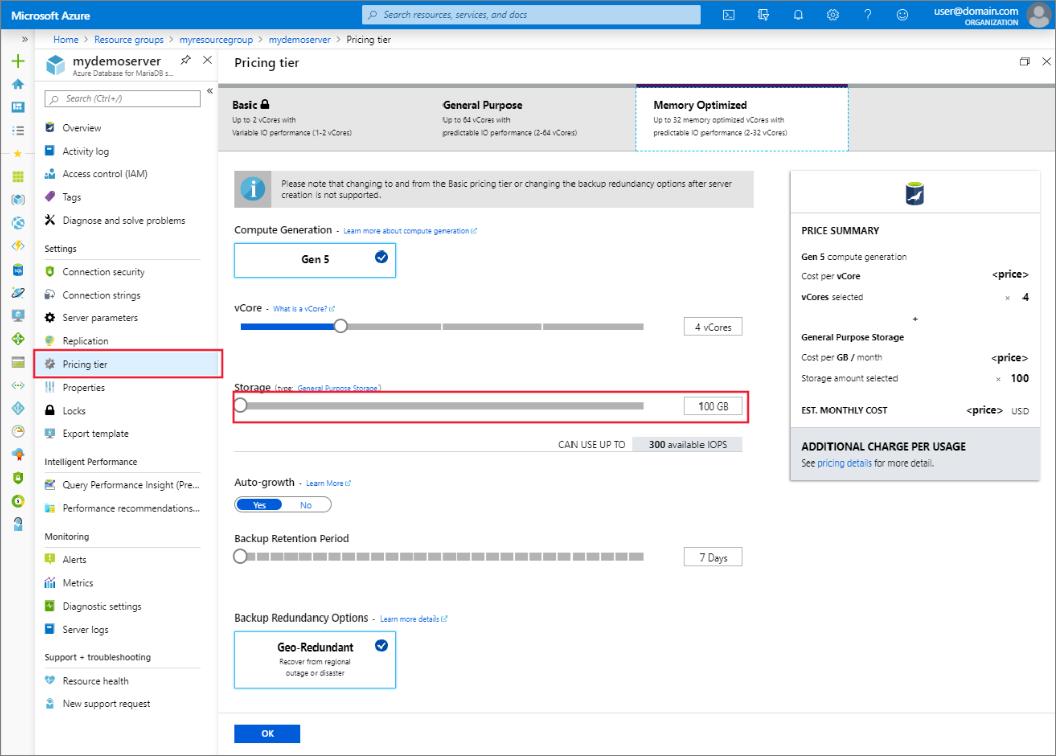 Microsoft Azure
Search resources, services, and docs
user@domain.com
ORGANIZATION
Home > Resource groups > myresourcegroup > mydemoserver > Pricing tier
mydemoserver
Azure Database for MariaDB s...
Search (Ctrl+/)
Overview
Activity log
Access control (IAM)
Tags
Diagnose and solve problems
Settings
Connection security
Connection strings
Server parameters
Replication
Pricing tier
Properties
Locks
Export template
Intelligent Performance
Query Performance Insight (Pre...
Performance recommendations...
Monitoring
Alerts
Metrics
Diagnostic settings
Server logs
Support + troubleshooting
Resource health
New support request
Pricing tier
Basic
Up to 2 vCores with
Variable IO performance (1-2 vCores)
General Purpose
Up to 64 vCores with
predictable IO performance (2-64 vCores)
Memory Optimized
Up to 32 memory optimized vCores with
predictable IO performance (2-32 vCores)
Please note that changing to and from the Basic pricing tier or changing the backup redundancy options after server
creation is not supported.
Compute Generation - Learn more about compute generation
Gen 5
vCore - What is a vCore?
4 vCores
Storage (type: General Purpose Storage)
100 GB
CAN USE UP TO 300 available IOPS
Auto-growth - Learn More
Yes No
Backup Retention Period
7 Days
Backup Redundancy Options - Learn more details
Geo-Redundant
Recover from regional
outage or disaster
OK
PRICE SUMMARY
Gen 5 compute generation
Cost per vCore <price>
vCores selected × 4
+
General Purpose Storage
Cost per GB / month <price>
Storage amount selected × 100
EST. MONTHLY COST <price> USD
ADDITIONAL CHARGE PER USAGE
See pricing details for more detail.